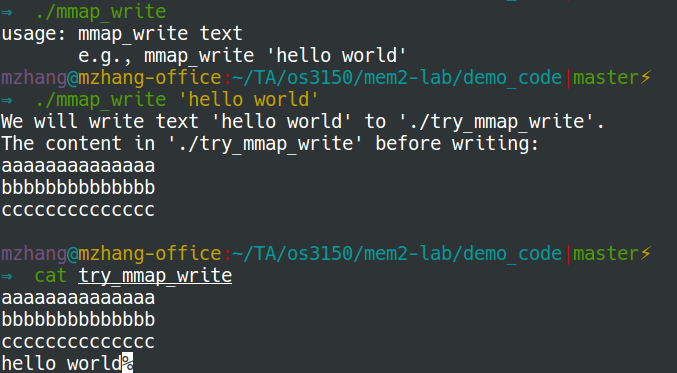 ⇒  ./mmap_write
usage: mmap_write text
       e.g., mmap_write 'hello world'
mzhang@mzhang-office:~/TA/os3150/mem2-lab/demo_code|master⚡
⇒  ./mmap_write 'hello world'
We will write text 'hello world' to './try_mmap_write'.
The content in './try_mmap_write' before writing:
aaaaaaaaaaaaaa
bbbbbbbbbbbbbb
cccccccccccccc

mzhang@mzhang-office:~/TA/os3150/mem2-lab/demo_code|master⚡
⇒  cat try_mmap_write
aaaaaaaaaaaaaa
bbbbbbbbbbbbbb
cccccccccccccc
hello world%